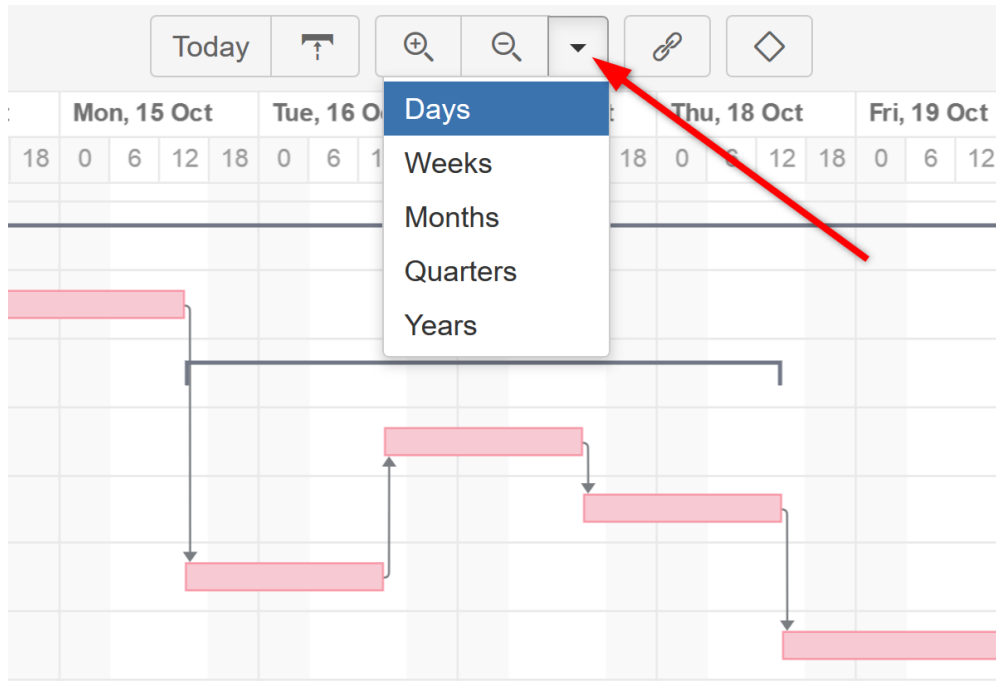 Today
Mon, 15 Oct Tue, 16 O Thu, 18 Oct Fri, 19 Oct
18 0 6 12 18 0 6 1 18 0 6 12 18 0 6 12
Days
Weeks
Months
Quarters
Years